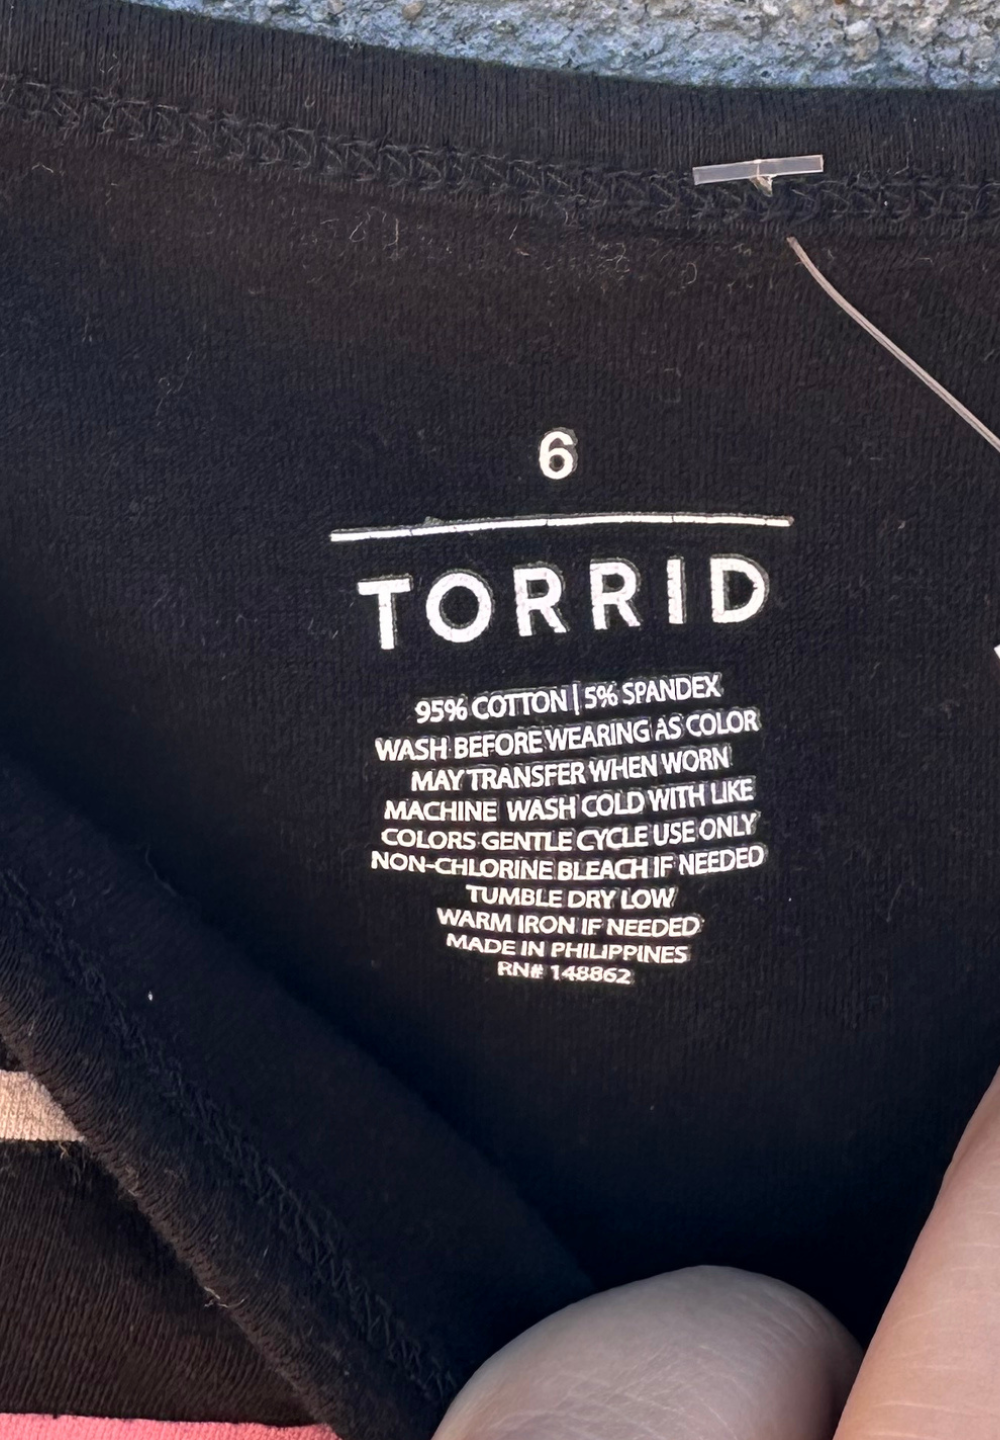 6
TORRID
95% COTTON | 5% SPANDEX
WASH BEFORE WEARING AS COLOR
MAY TRANSFER WHEN WORN
MACHINE WASH COLD WITH LIKE
COLORS GENTLE CYCLE USE ONLY
NON-CHLORINE BLEACH IF NEEDED
TUMBLE DRY LOW
WARM IRON IF NEEDED
MADE IN PHILIPPINES
RN# 148862